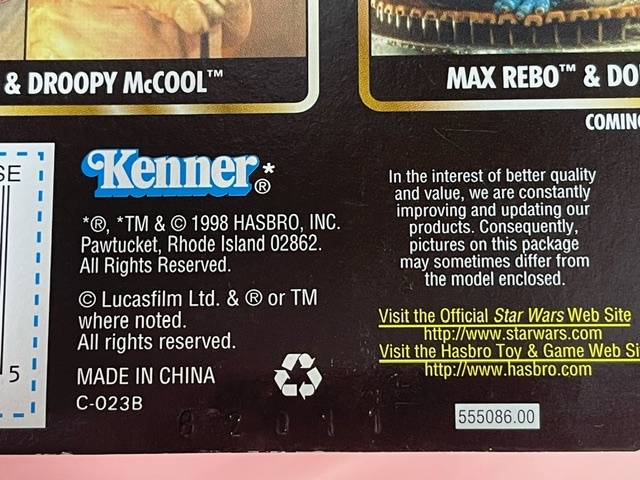 & DROOPY McCOOL™
MAX REBO™ & DO
COMING
SE
5
Kenner*®
*®, *TM & © 1998 HASBRO, INC.
Pawtucket, Rhode Island 02862.
All Rights Reserved.
© Lucasfilm Ltd. & ® or TM
where noted.
All rights reserved.
MADE IN CHINA
C-023B
In the interest of better quality
and value, we are constantly
improving and updating our
products. Consequently,
pictures on this package
may sometimes differ from
the model enclosed.
Visit the Official Star Wars Web Site
http://www.starwars.com
Visit the Hasbro Toy & Game Web Si
http://www.hasbro.com
555086.00